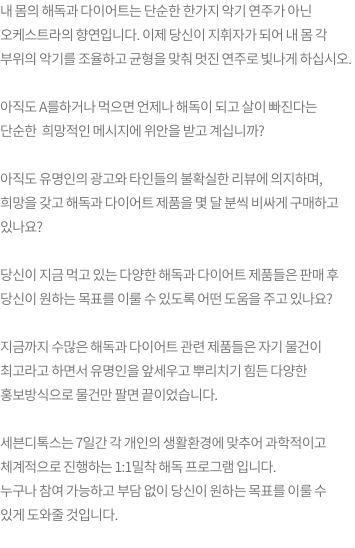 내 몸의 해독과 다이어트는 단순한 한가지 악기 연주가 아닌
오케스트라의 향연입니다. 이제 당신이 지휘자가 되어 내 몸 각
부위의 악기를 조율하고 균형을 맞춰 멋진 연주로 빛나게 하십시오.
아직도 A를하거나 먹으면 언제나 해독이 되고 살이 빠진다는
단순한 희망적인 메시지에 위안을 받고 계십니까?
아직도 유명인의 광고와 타인들의 불확실한 리뷰에 의지하며,
희망을 갖고 해독과 다이어트 제품을 몇 달 분씩 비싸게 구매하고
있나요?
당신이 지금 먹고 있는 다양한 해독과 다이어트 제품들은 판매 후
당신이 원하는 목표를 이룰 수 있도록 어떤 도움을 주고 있나요?
지금까지 수많은 해독과 다이어트 관련 제품들은 자기 물건이
최고라고 하면서 유명인을 앞세우고 뿌리치기 힘든 다양한
홍보방식으로 물건만 팔면 끝이었습니다.
세븐디톡스는 7일간 각 개인의 생활환경에 맞추어 과학적이고
체계적으로 진행하는 1:1밀착 해독 프로그램 입니다.
누구나 참여 가능하고 부담 없이 당신이 원하는 목표를 이룰 수
있게 도와줄 것입니다.